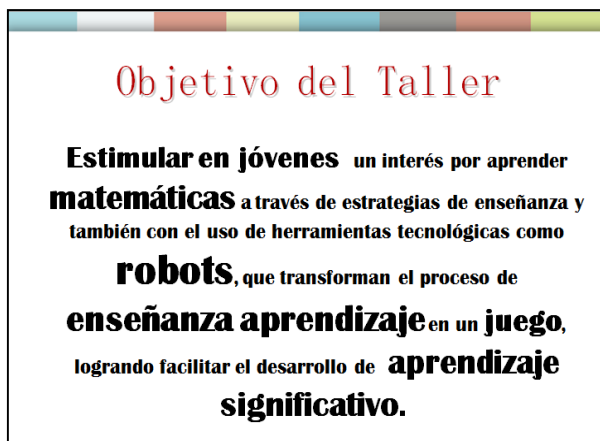 Objetivo del Taller
Estimular en jóvenes un interés por aprender
matemáticas a través de estrategias de enseñanza y
también con el uso de herramientas tecnológicas como
robots, que transforman el proceso de
enseñanza aprendizaje en un juego,
logrando facilitar el desarrollo de aprendizaje
significativo.